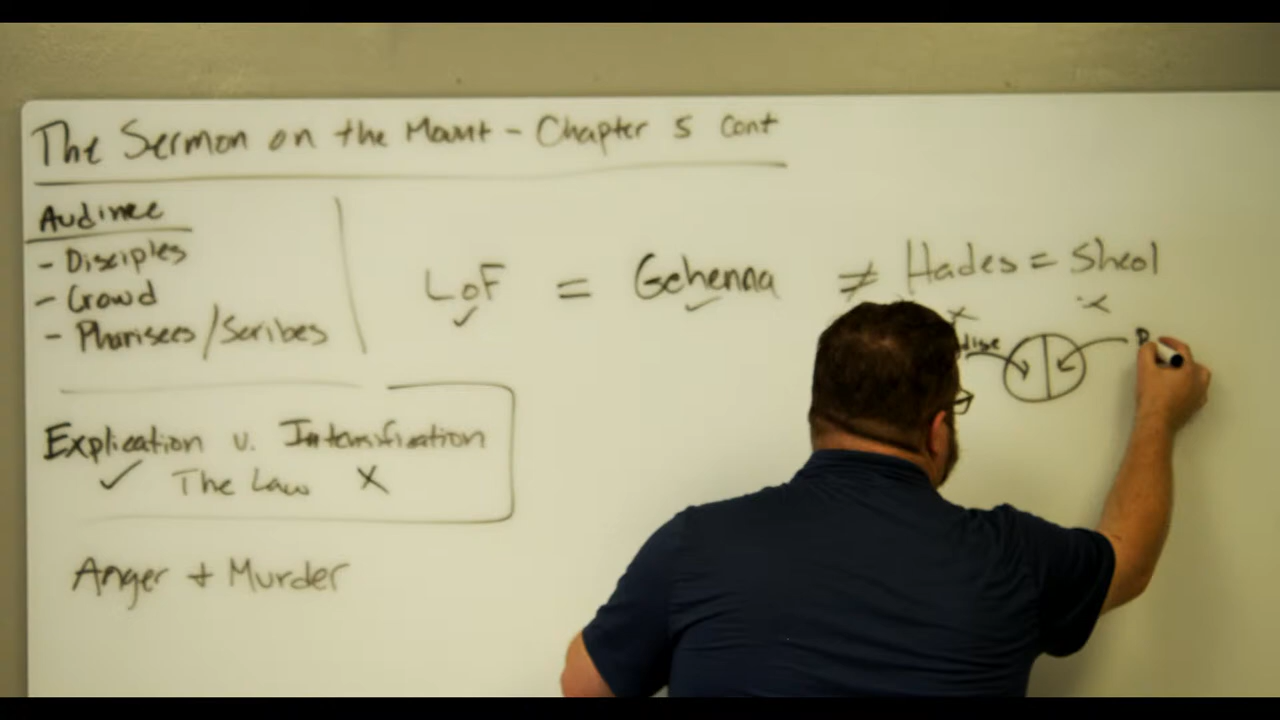 The Sermon on the Mount - Chapter 5 cont
Audince
- Disciples
- Crowd
- Pharisees/Scribes
LoF = Gehenna ≠ Hades = Sheol
✓ ✓ x x
Explication v. Intensification
✓ The Law X
Anger + Murder